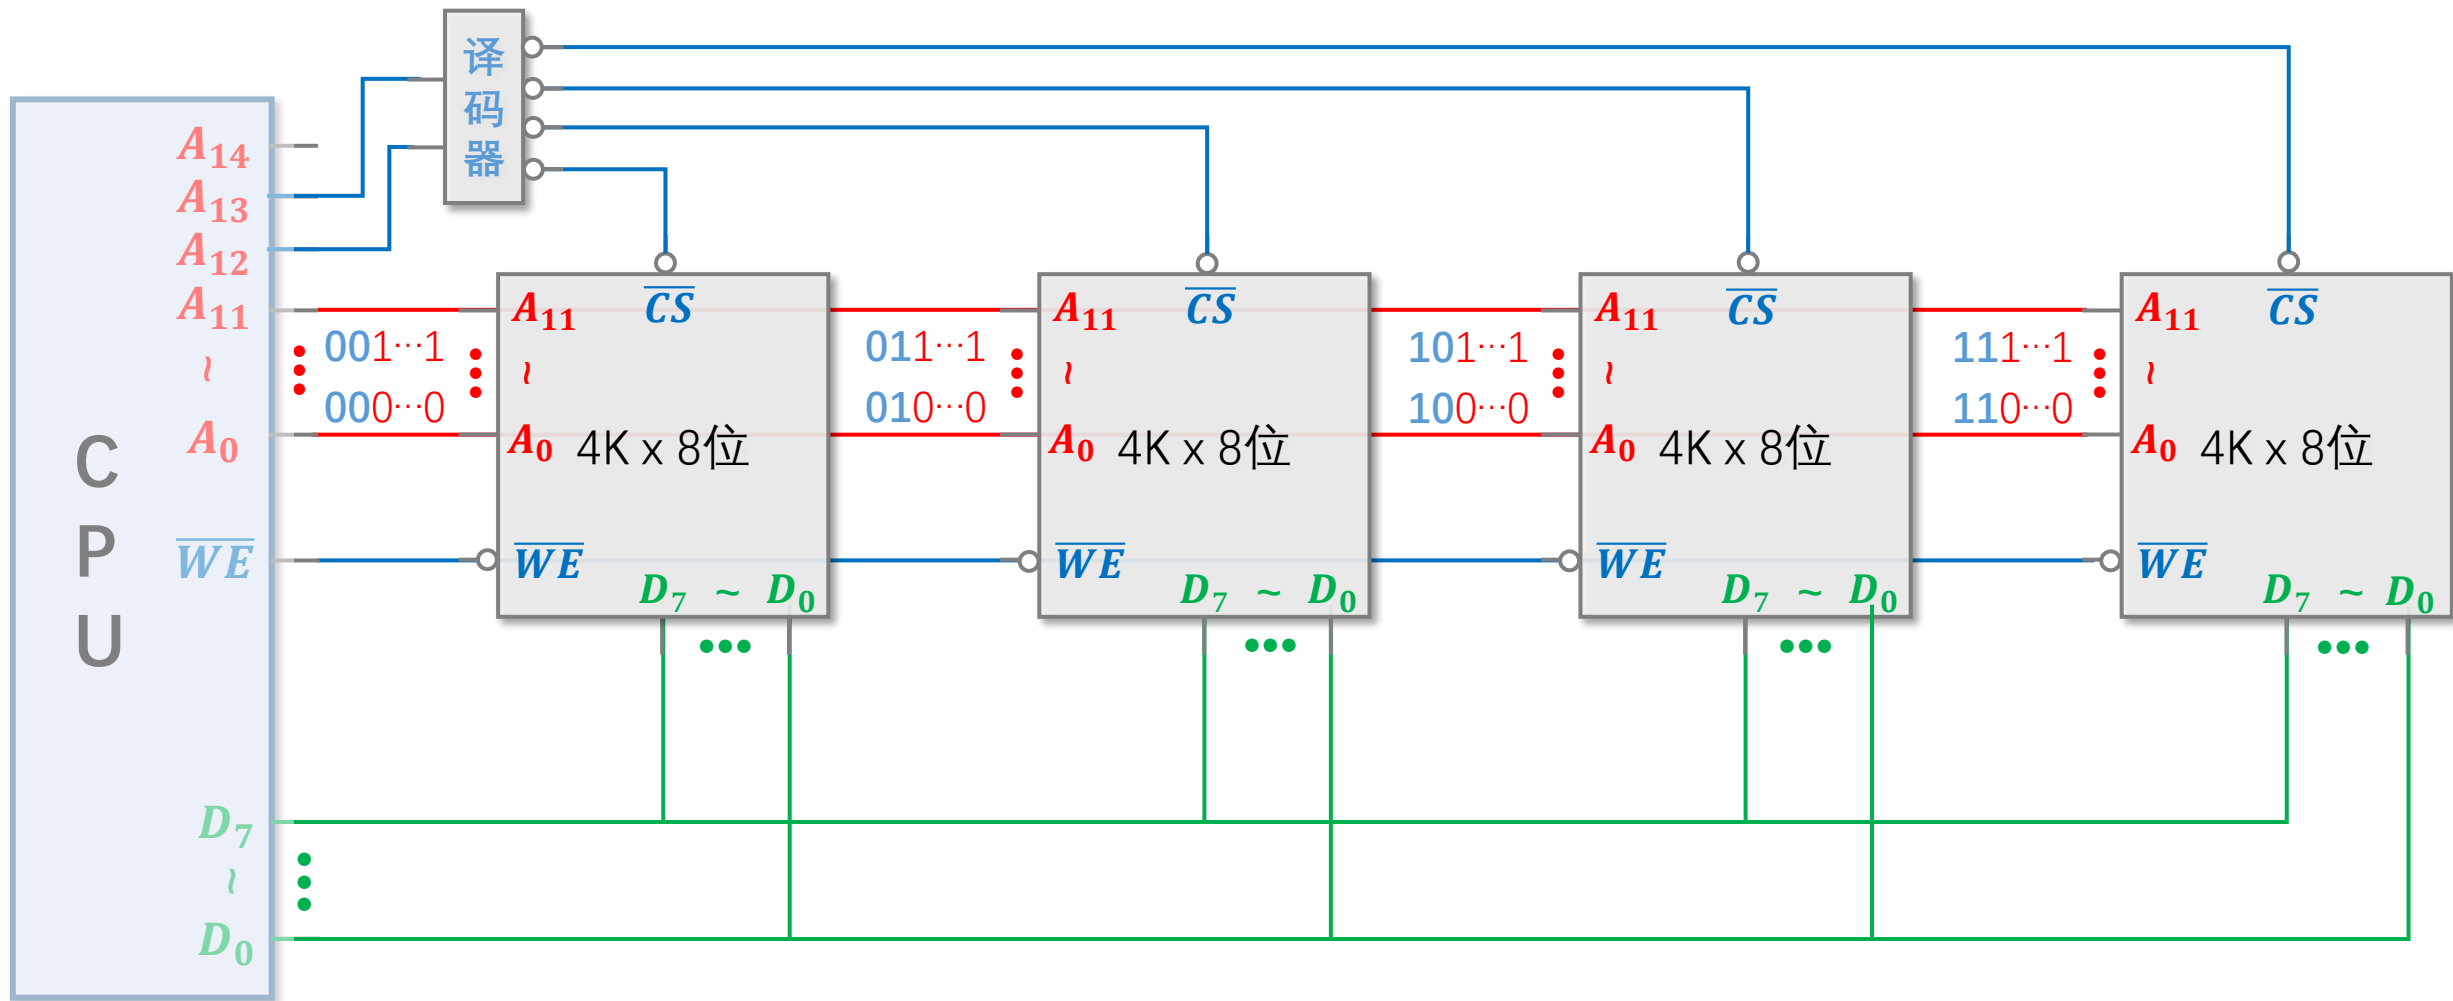 译码器
CPU
A14
A13
A12
A11
~
A0
WE
D7
~
D0
001···1
000···0
A11 CS
~
A0 4K x 8位
WE
D7 ~ D0
011···1
010···0
A11 CS
~
A0 4K x 8位
WE
D7 ~ D0
101···1
100···0
A11 CS
~
A0 4K x 8位
WE
D7 ~ D0
111···1
110···0
A11 CS
~
A0 4K x 8位
WE
D7 ~ D0